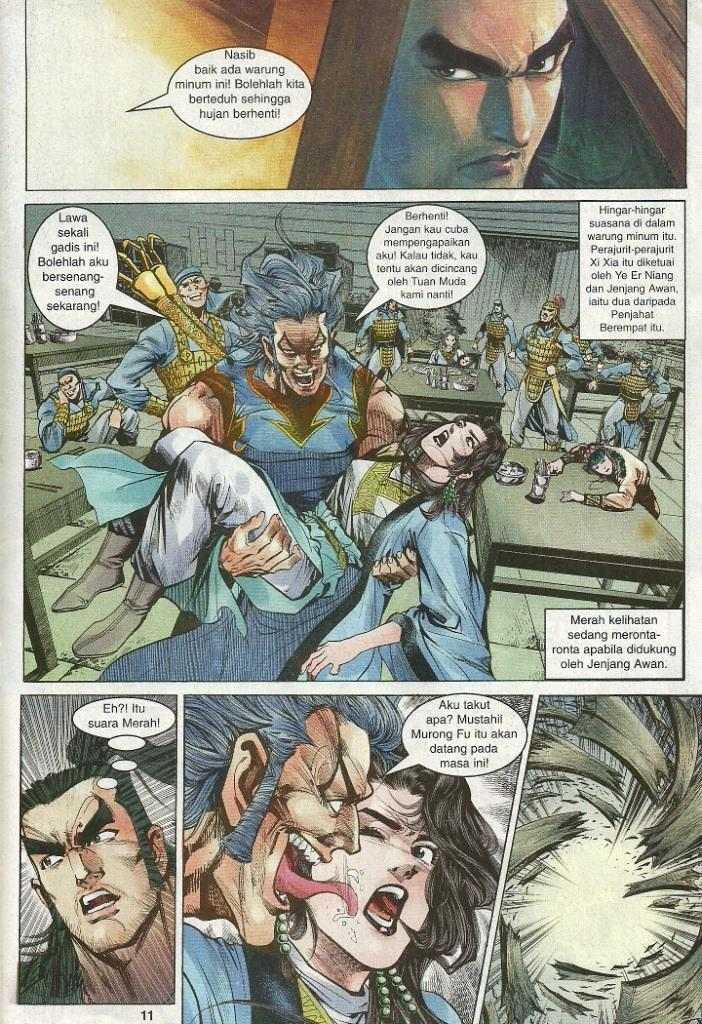 Nasib
baik ada warung
minum ini! Bolehlah kita
berteduh sehingga
hujan berhenti!
Lawa
sekali
gadis ini!
Bolehlah aku
bersenang-
senang
sekarang!
Berhenti!
Jangan kau cuba
mempengapaikan
aku! Kalau tidak, kau
tentu akan dicincang
oleh Tuan Muda
kami nanti!
Hingar-hingar
suasana di dalam
warung minum itu.
Perajurit-perajurit
Xi Xia itu diketuai
oleh Ye Er Niang
dan Jenjang Awan,
iaitu dua daripada
Penjahat
Berempat itu.
Merah kelihatan
sedang meronta-
ronta apabila didukung
oleh Jenjang Awan.
Eh?! Itu
suara Merah!
Aku takut
apa? Mustahil
Murong Fu itu akan
datang pada
masa ini!
11